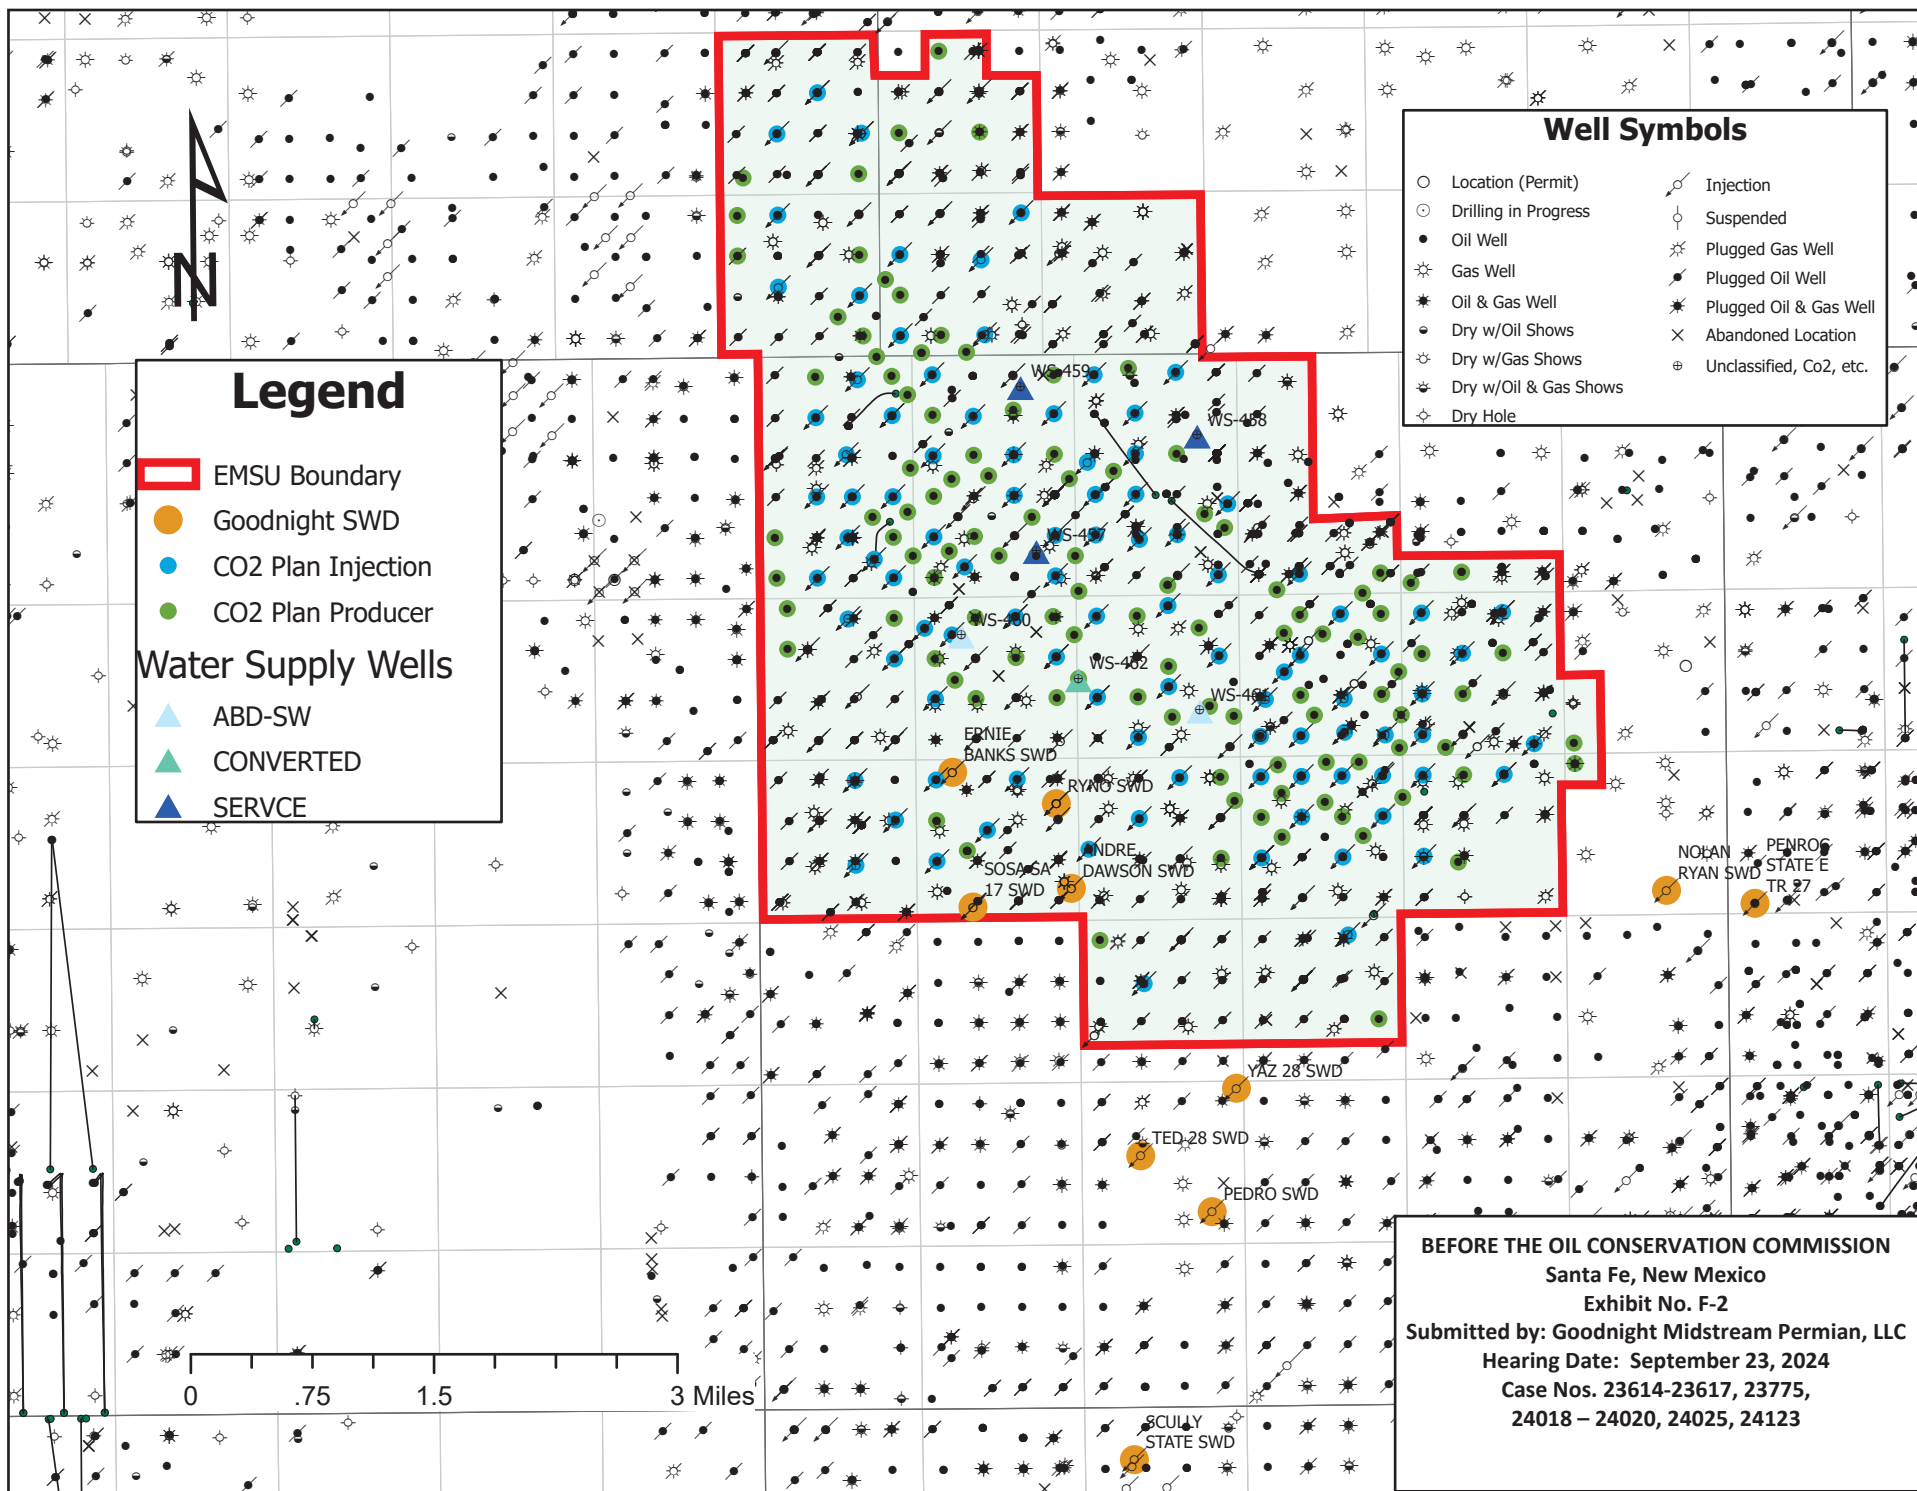 Well Symbols
Location (Permit)
Drilling in Progress
Oil Well
Gas Well
Oil & Gas Well
Dry w/Oil Shows
Dry w/Gas Shows
Dry w/Oil & Gas Shows
Dry Hole
Injection
Suspended
Plugged Gas Well
Plugged Oil Well
Plugged Oil & Gas Well
Abandoned Location
Unclassified, Co2, etc.
N
Legend
EMSU Boundary
Goodnight SWD
CO2 Plan Injection
CO2 Plan Producer
Water Supply Wells
ABD-SW
CONVERTED
SERVCE
WS-459
WS-458
WS-457
WS-460
WS-462
WS-461
ERNIE
BANKS SWD
RYNO SWD
ANDRE
DAWSON SWD
SOSA SA
17 SWD
NOLAN
RYAN SWD
PENROC
STATE E
TR 27
YAZ 28 SWD
TED 28 SWD
PEDRO SWD
SCULLY
STATE SWD
0 .75 1.5 3 Miles
BEFORE THE OIL CONSERVATION COMMISSION
Santa Fe, New Mexico
Exhibit No. F-2
Submitted by: Goodnight Midstream Permian, LLC
Hearing Date: September 23, 2024
Case Nos. 23614-23617, 23775,
24018 – 24020, 24025, 24123